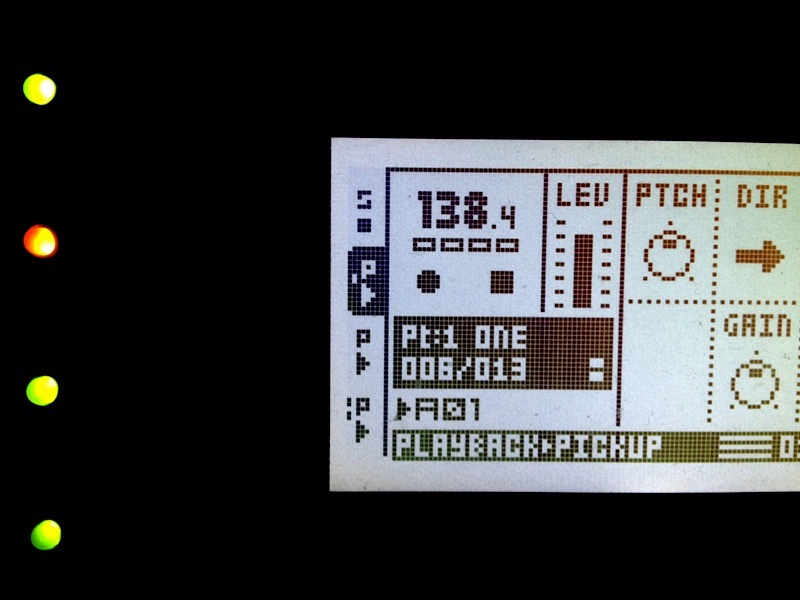 S
138.4
LEV
PTCH
DIR
P
P
Pt:1 ONE
008/013
GAIN
P
A01
PLAYBACK PICKUP